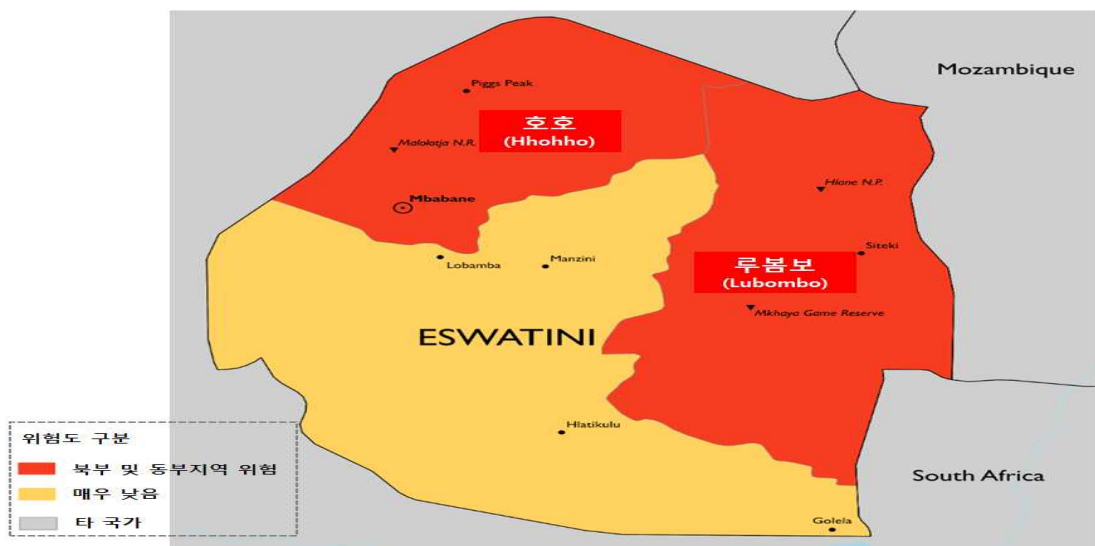 Mozambique
Piggs Peak
호호
(Hhohho)
Malolotja N.R.
Hlane N.P.
Mbabane
Siteki
Lobamba
Manzini
루봄보
(Lubombo)
Mkhaya Game Reserve
ESWATINI
Hlatikulu
위험도 구분
북부 및 동부지역 위험
South Africa
매우 낮음
타 국가
Golela